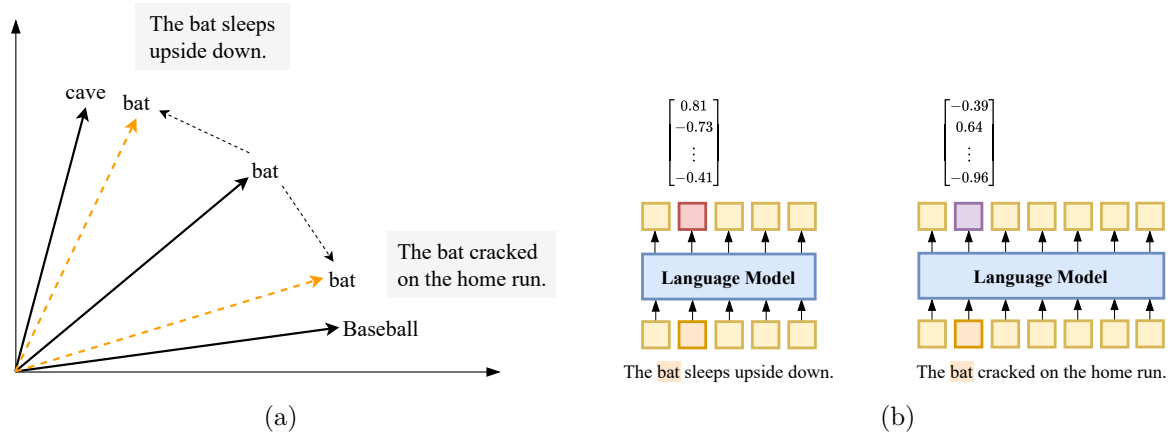 The bat sleeps
upside down.
cave
bat
bat
The bat cracked
on the home run.
bat
Baseball
(a)
0.81
−0.73
⋮
−0.41
Language Model
The bat sleeps upside down.
−0.39
0.64
⋮
−0.96
Language Model
The bat cracked on the home run.
(b)